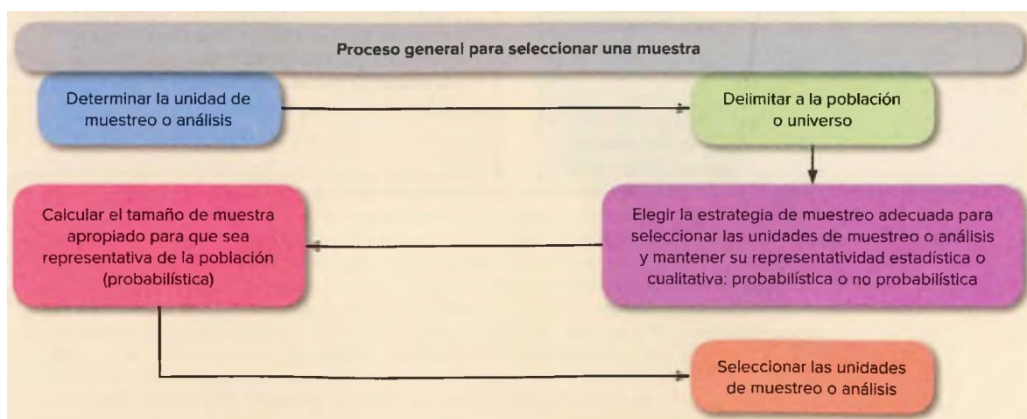 Proceso general para seleccionar una muestra
Determinar la unidad de
muestreo o análisis
Delimitar a la población
o universo
Elegir la estrategia de muestreo adecuada para
seleccionar las unidades de muestreo o análisis
y mantener su representatividad estadística o
cualitativa: probabilística o no probabilística
Calcular el tamaño de muestra
apropiado para que sea
representativa de la población
(probabilística)
Seleccionar las unidades
de muestreo o análisis